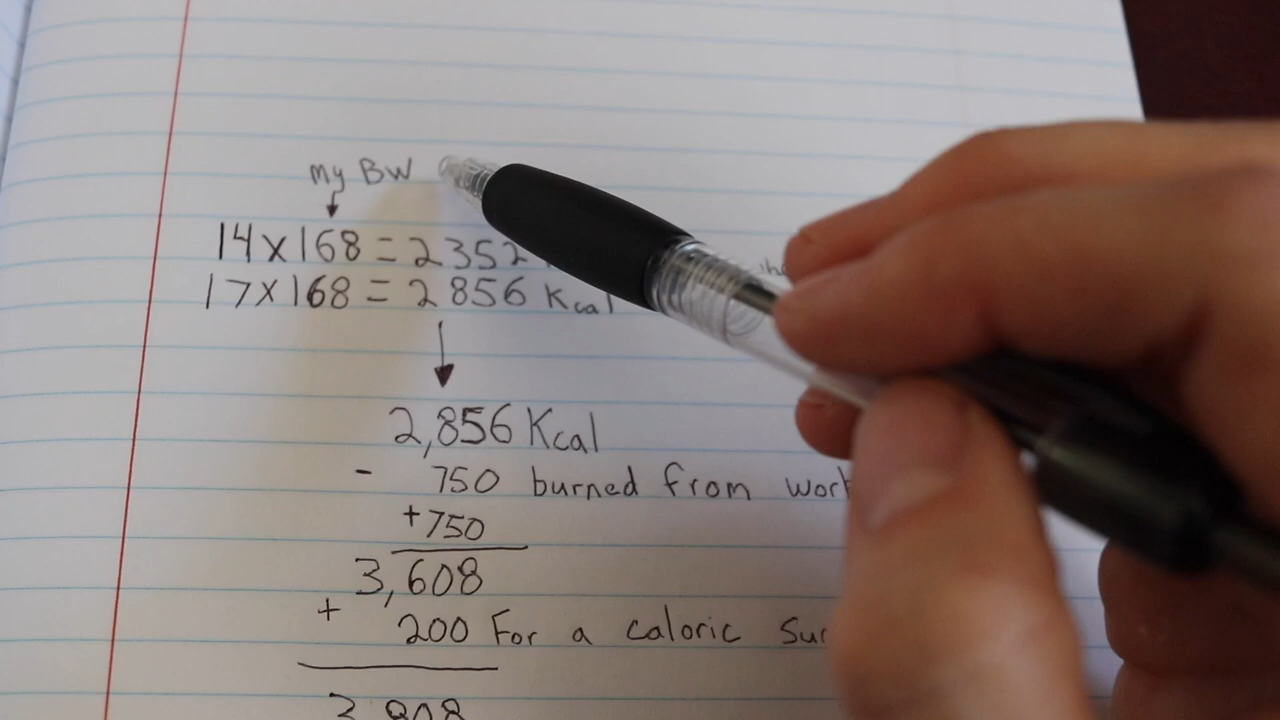 my BW
14x168 = 2352
17x168 = 2856 Kcal
2,856 Kcal
- 750 burned from
+750
3,608
+ 200 For a caloric